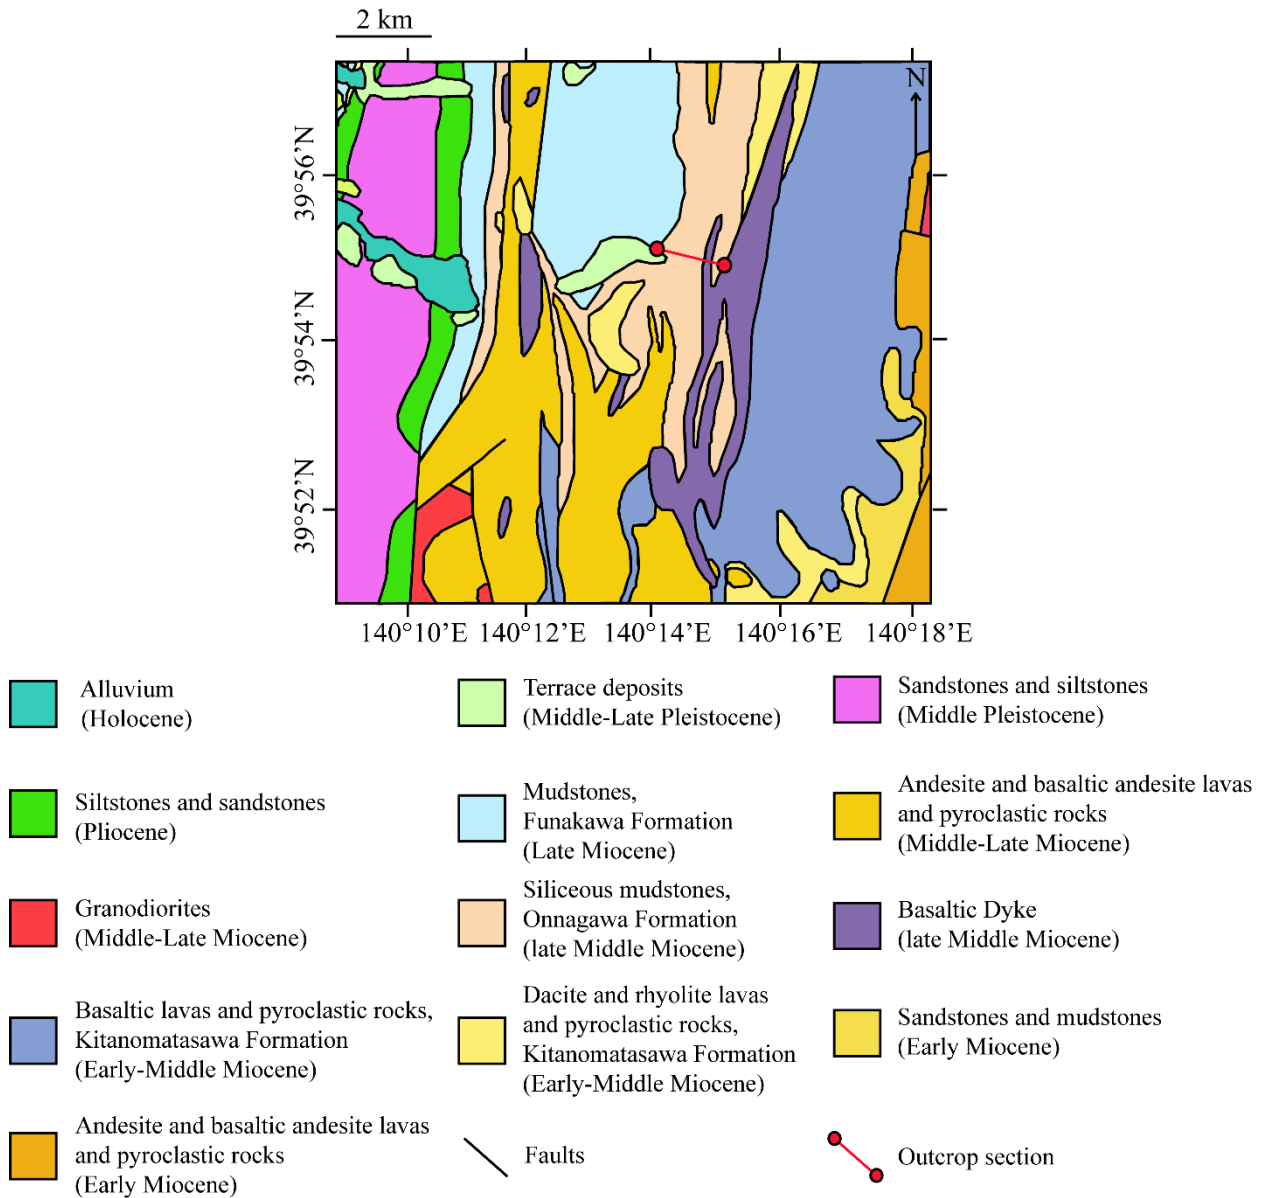 2 km
N
39°56’N
39°54’N
39°52’N
140°10’E 140°12’E 140°14’E 140°16’E 140°18’E
Alluvium
(Holocene)
Terrace deposits
(Middle-Late Pleistocene)
Sandstones and siltstones
(Middle Pleistocene)
Siltstones and sandstones
(Pliocene)
Mudstones,
Funakawa Formation
(Late Miocene)
Andesite and basaltic andesite lavas
and pyroclastic rocks
(Middle-Late Miocene)
Granodiorites
(Middle-Late Miocene)
Siliceous mudstones,
Onnagawa Formation
(late Middle Miocene)
Basaltic Dyke
(late Middle Miocene)
Basaltic lavas and pyroclastic rocks,
Kitanomatasawa Formation
(Early-Middle Miocene)
Dacite and rhyolite lavas
and pyroclastic rocks,
Kitanomatasawa Formation
(Early-Middle Miocene)
Sandstones and mudstones
(Early Miocene)
Andesite and basaltic andesite lavas
and pyroclastic rocks
(Early Miocene)
Faults
Outcrop section